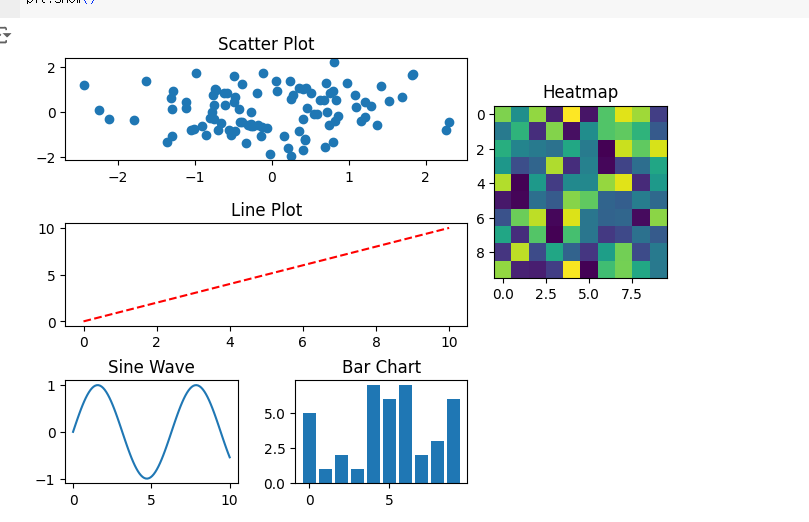 plt.show()
Scatter Plot
2
0
−2
−2 −1 0 1 2
Heatmap
0
2
4
6
8
0.0 2.5 5.0 7.5
Line Plot
10
5
0
0 2 4 6 8 10
Sine Wave
1
0
−1
0 5 10
Bar Chart
5.0
2.5
0.0
0 5